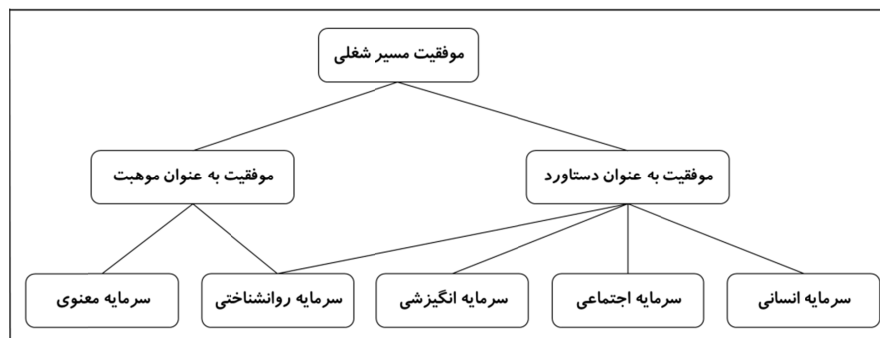 موفقیت مسیر شغلی
موفقیت به عنوان دستاورد
موفقیت به عنوان موهبت
سرمایه انسانی
سرمایه اجتماعی
سرمایه انگیزشی
سرمایه روانشناختی
سرمایه معنوی